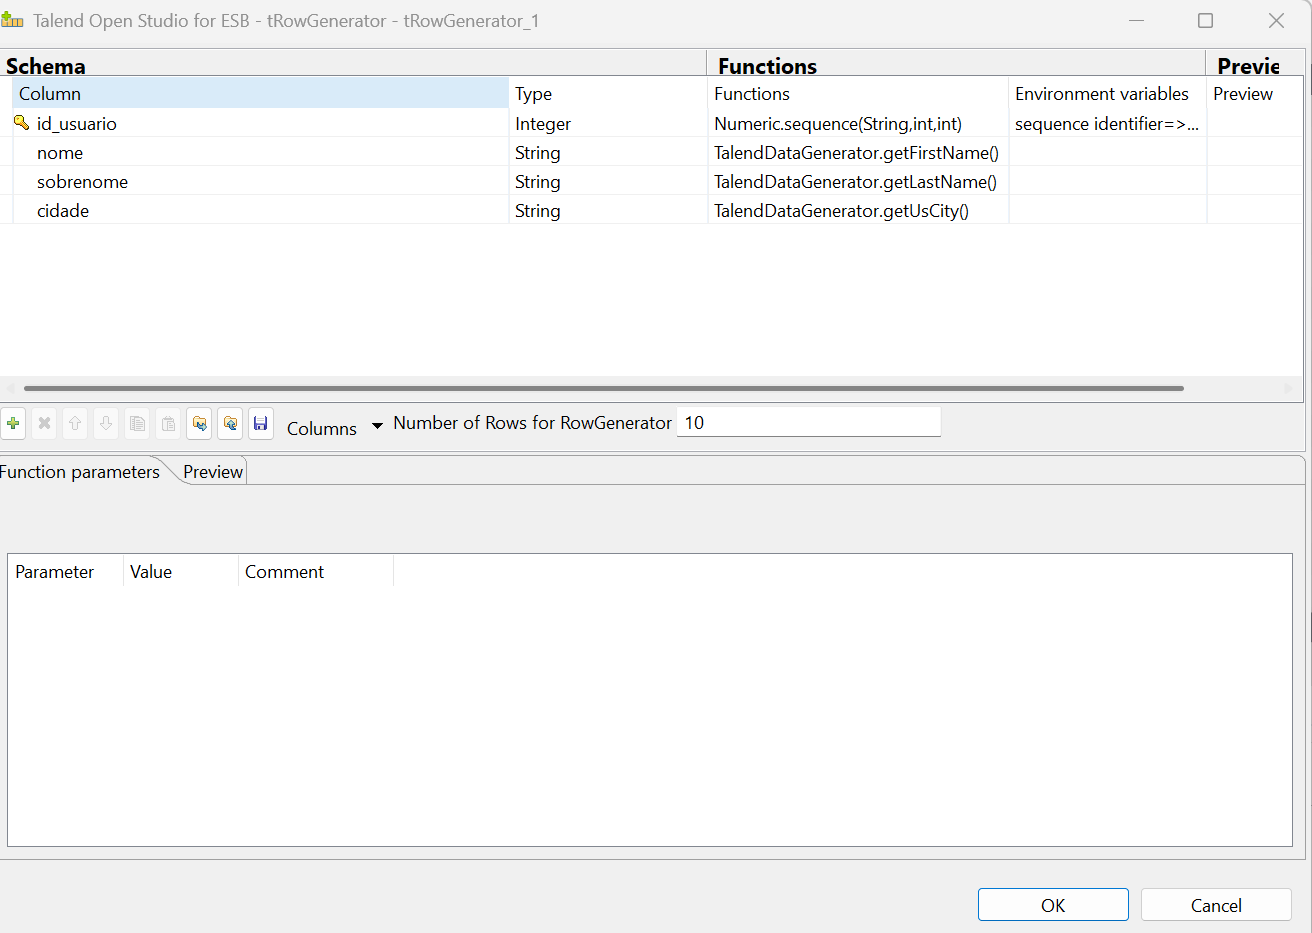 Talend Open Studio for ESB - tRowGenerator - tRowGenerator_1
Schema Functions Previe
Column Type Functions Environment variables Preview
id_usuario Integer Numeric.sequence(String,int,int) sequence identifier=>...
nome String TalendDataGenerator.getFirstName()
sobrenome String TalendDataGenerator.getLastName()
cidade String TalendDataGenerator.getUsCity()
Columns Number of Rows for RowGenerator 10
Function parameters Preview
Parameter Value Comment
OK Cancel